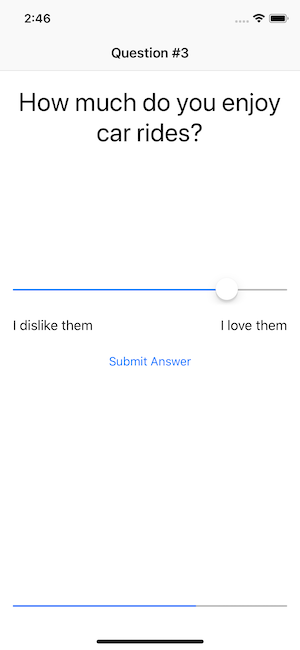 2:46
Question #3
How much do you enjoy
car rides?
I dislike them
I love them
Submit Answer